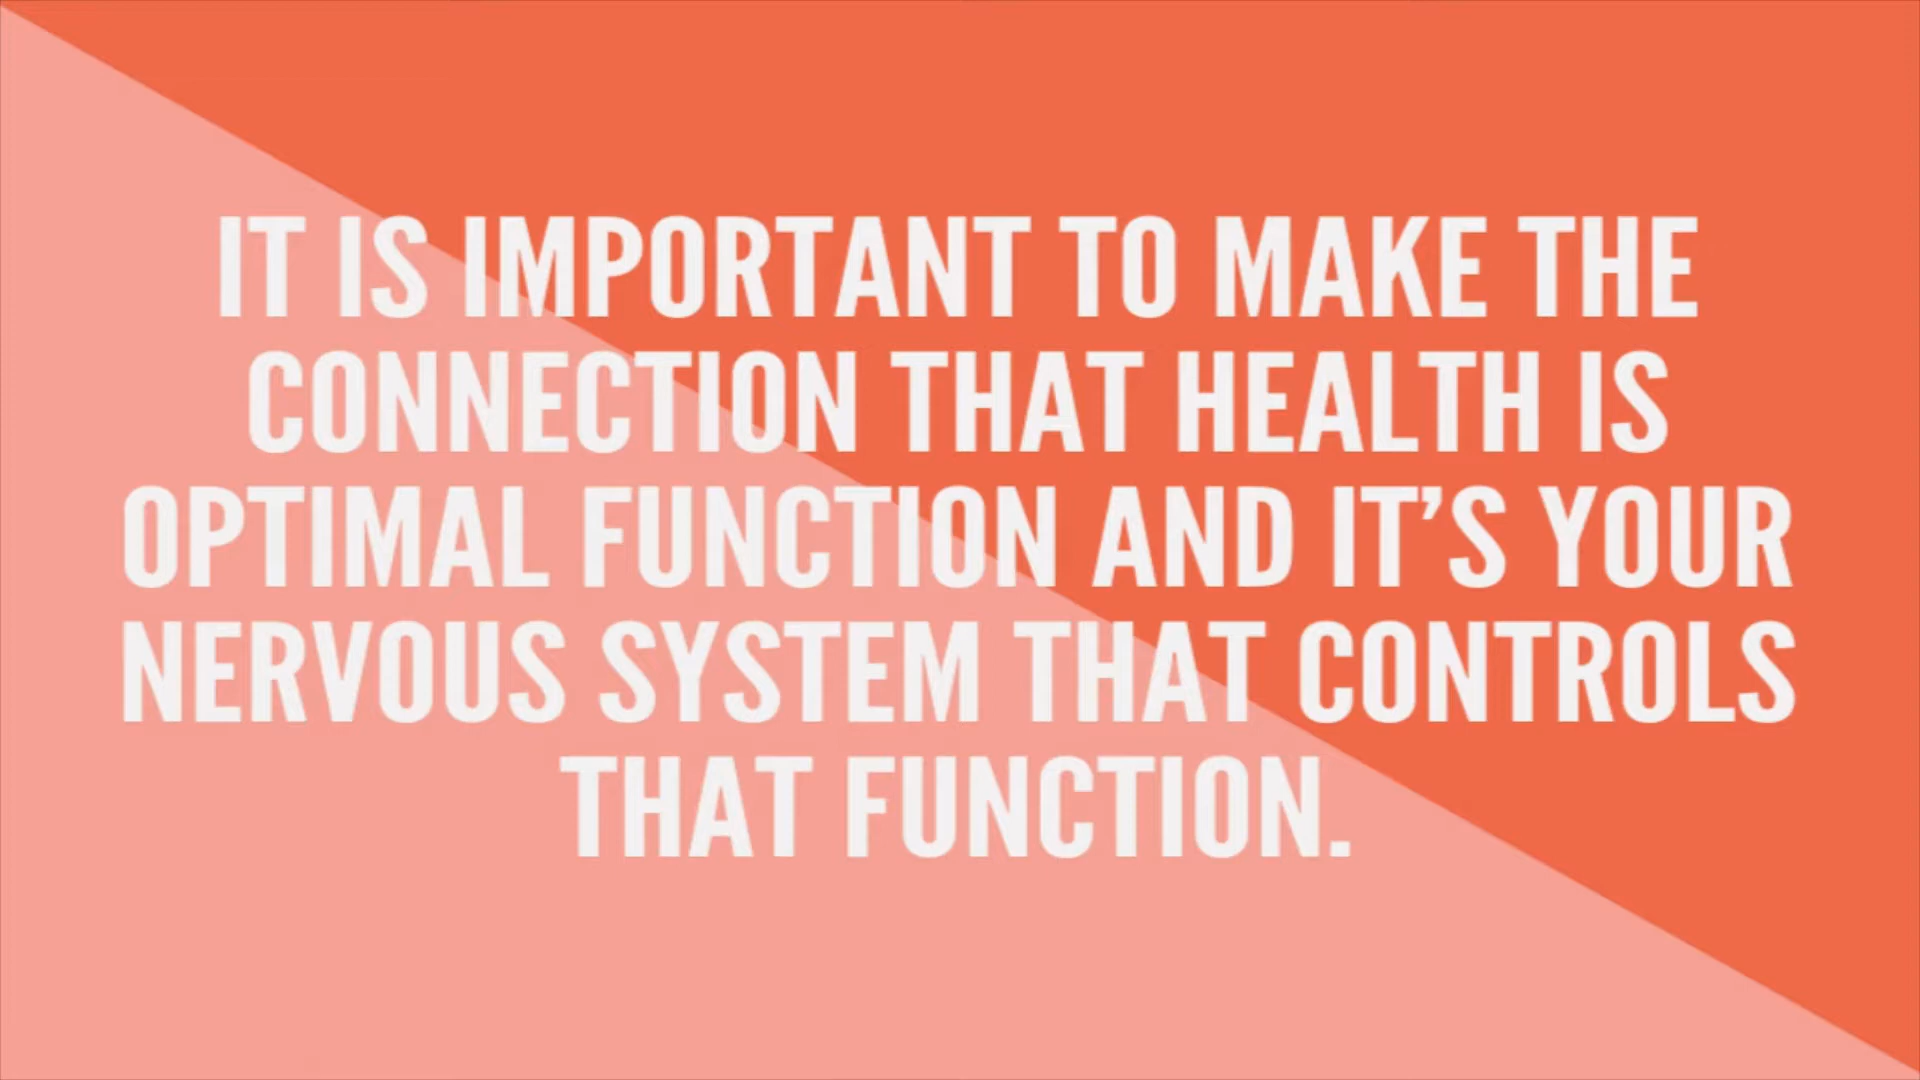 IT IS IMPORTANT TO MAKE THE
CONNECTION THAT HEALTH IS
OPTIMAL FUNCTION AND IT’S YOUR
NERVOUS SYSTEM THAT CONTROLS
THAT FUNCTION.